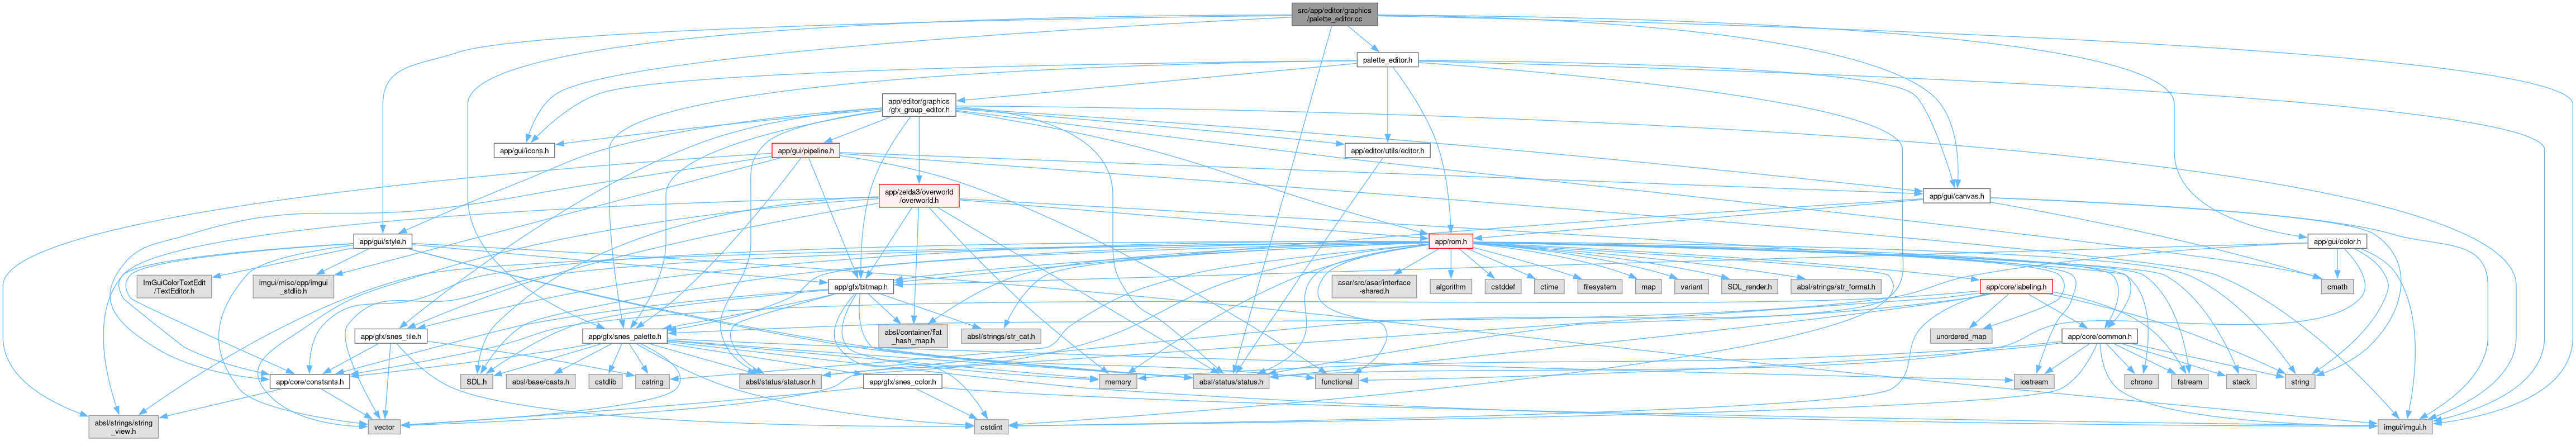 src/app/editor/graphics
/palette_editor.cc
palette_editor.h
app/editor/graphics
/gfx_group_editor.h
app/gui/icons.h
app/gui/pipeline.h
app/editor/utils/editor.h
app/zelda3/overworld
/overworld.h
app/gui/canvas.h
app/gui/style.h
app/rom.h
app/gui/color.h
ImGuiColorTextEdit
/TextEditor.h
imgui/misc/cpp/imgui
_stdlib.h
app/gfx/bitmap.h
asar/src/asar/interface
-shared.h
algorithm
cstddef
ctime
filesystem
map
variant
SDL_render.h
absl/strings/str_format.h
app/core/labeling.h
cmath
app/gfx/snes_tile.h
app/gfx/snes_palette.h
absl/container/flat
_hash_map.h
absl/strings/str_cat.h
unordered_map
app/core/common.h
app/core/constants.h
SDL.h
absl/base/casts.h
cstdlib
cstring
absl/status/statusor.h
app/gfx/snes_color.h
memory
absl/status/status.h
functional
iostream
chrono
fstream
stack
string
absl/strings/string
_view.h
vector
cstdint
imgui/imgui.h